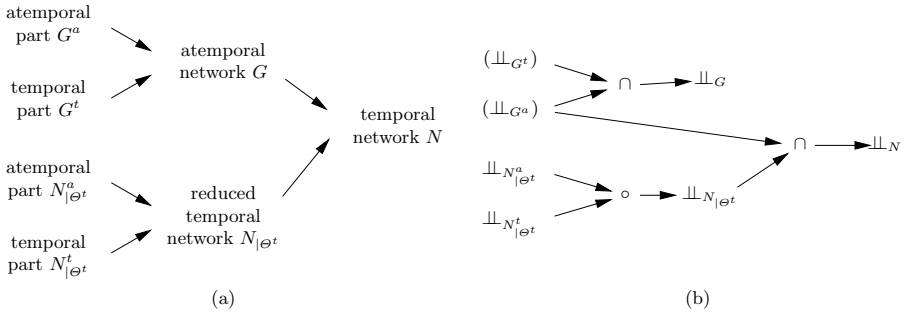 atemporal
part G^a
temporal
part G^t
atemporal
part N^a_{|Θ^t}
temporal
part N^t_{|Θ^t}
atemporal
network G
reduced
temporal
network N_{|Θ^t}
temporal
network N
(a)
(⊥⊥_{G^t})
(⊥⊥_{G^a})
∩
⊥⊥_G
⊥⊥_{N^a_{|Θ^t}}
⊥⊥_{N^t_{|Θ^t}}
∘
⊥⊥_{N_{|Θ^t}}
∩
⊥⊥_N
(b)